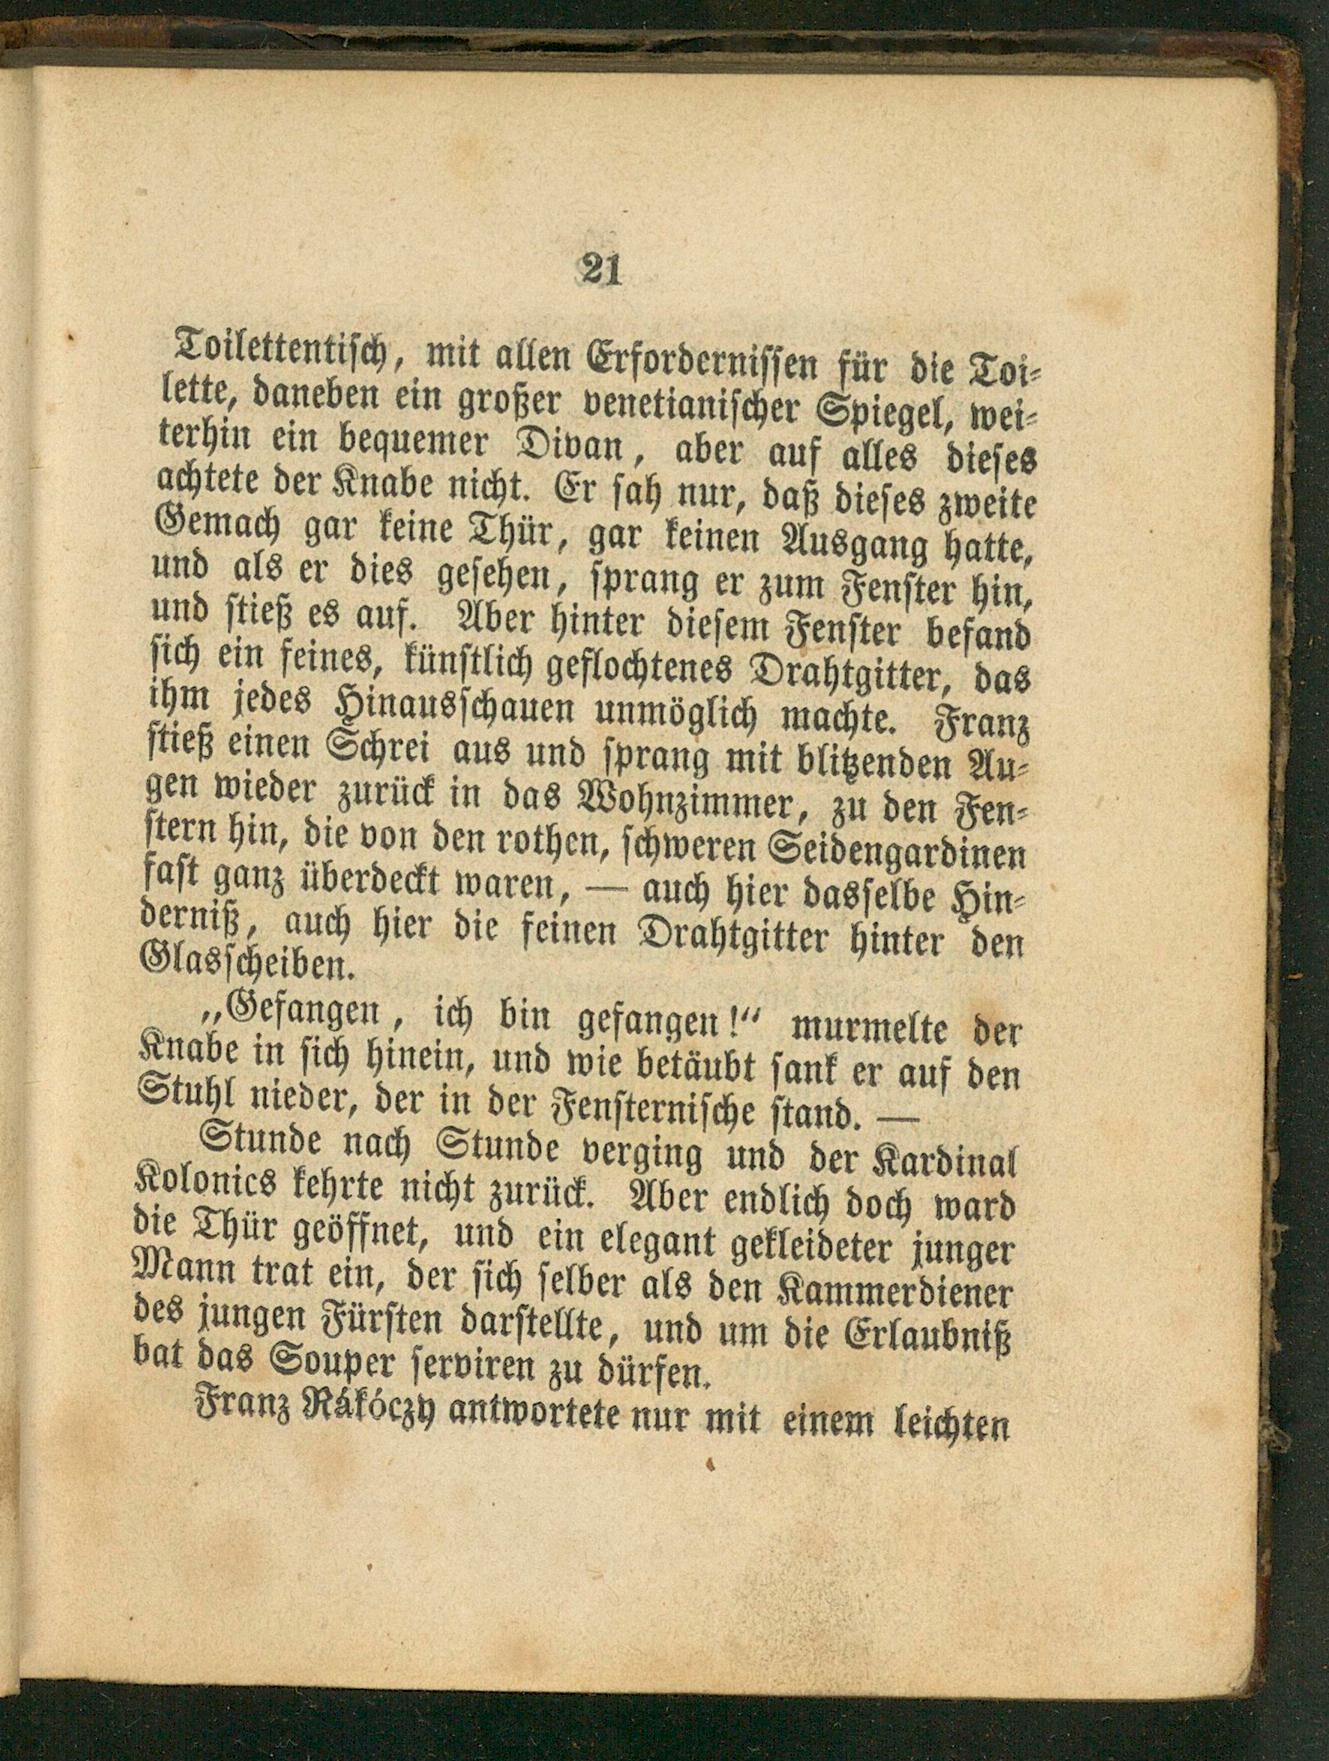 21
Toilettentisch, mit allen Erfordernissen für die Toi-
lette, daneben ein großer venetianischer Spiegel, wei-
terhin ein bequemer Divan, aber auf alles dieses
achtete der Knabe nicht. Er sah nur, daß dieses zweite
Gemach gar keine Thür, gar keinen Ausgang hatte,
und als er dies gesehen, sprang er zum Fenster hin,
und stieß es auf. Aber hinter diesem Fenster befand
sich ein feines, künstlich geflochtenes Drahtgitter, das
ihm jedes Hinausschauen unmöglich machte. Franz
stieß einen Schrei aus und sprang mit blitzenden Au-
gen wieder zurück in das Wohnzimmer, zu den Fen-
stern hin, die von den rothen, schweren Seidengardinen
fast ganz überdeckt waren, — auch hier dasselbe Hin-
derniß, auch hier die feinen Drahtgitter hinter den
Glasscheiben.
„Gefangen, ich bin gefangen!“ murmelte der
Knabe in sich hinein, und wie betäubt sank er auf den
Stuhl nieder, der in der Fensternische stand. —
Stunde nach Stunde verging und der Kardinal
Kolonics kehrte nicht zurück. Aber endlich doch ward
die Thür geöffnet, und ein elegant gekleideter junger
Mann trat ein, der sich selber als den Kammerdiener
des jungen Fürsten darstellte, und um die Erlaubniß
bat das Souper serviren zu dürfen.
Franz Rákóczy antwortete nur mit einem leichten